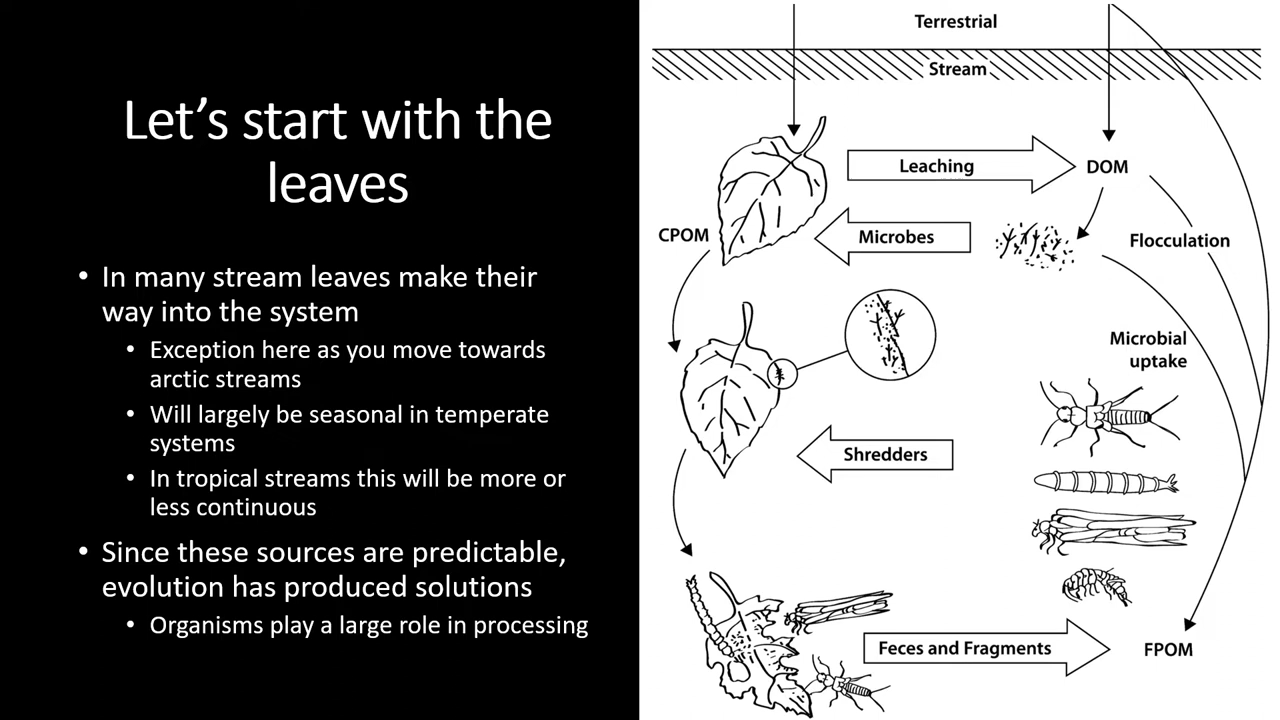 Let's start with the
leaves
• In many stream leaves make their
way into the system
• Exception here as you move towards
arctic streams
• Will largely be seasonal in temperate
systems
• In tropical streams this will be more or
less continuous
• Since these sources are predictable,
evolution has produced solutions
• Organisms play a large role in processing
Terrestrial
Stream
Leaching
DOM
CPOM
Microbes
Flocculation
Microbial
uptake
Shredders
Feces and Fragments
FPOM